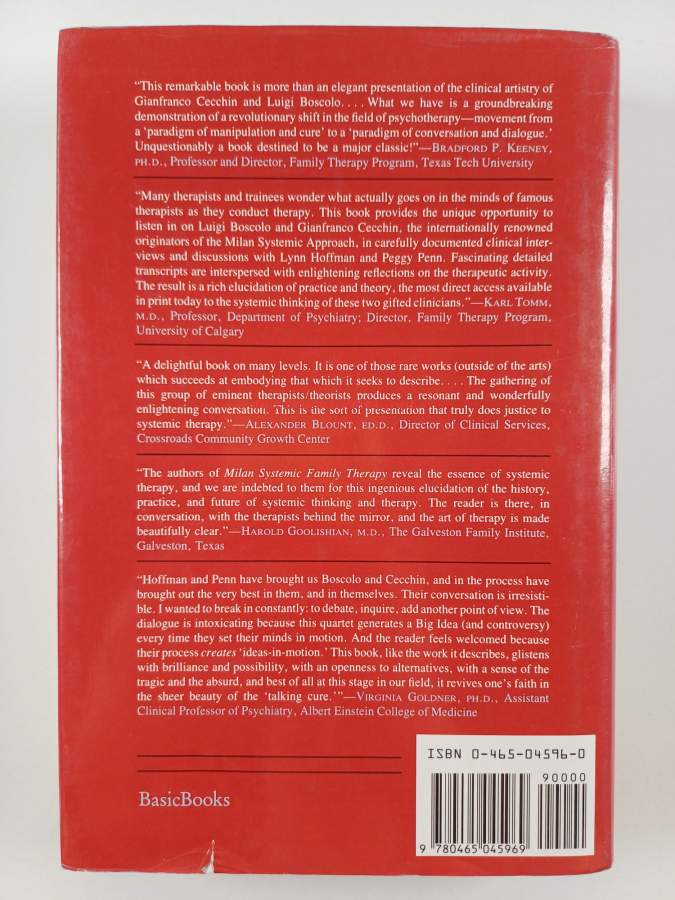 “This remarkable book is more than an elegant presentation of the clinical artistry of
Gianfranco Cecchin and Luigi Boscolo. . . . What we have is a groundbreaking
demonstration of a revolutionary shift in the field of psychotherapy—movement from
a ‘paradigm of manipulation and cure’ to a ‘paradigm of conversation and dialogue.’
Unquestionably a book destined to be a major classic!”—BRADFORD P. KEENEY,
PH.D., Professor and Director, Family Therapy Program, Texas Tech University
“Many therapists and trainees wonder what actually goes on in the minds of famous
therapists as they conduct therapy. This book provides the unique opportunity to
listen in on Luigi Boscolo and Gianfranco Cecchin, the internationally renowned
originators of the Milan Systemic Approach, in carefully documented clinical inter-
views and discussions with Lynn Hoffman and Peggy Penn. Fascinating detailed
transcripts are interspersed with enlightening reflections on the therapeutic activity.
The result is a rich elucidation of practice and theory, the most direct access available
in print today to the systemic thinking of these two gifted clinicians.”—KARL TOMM,
M.D., Professor, Department of Psychiatry; Director, Family Therapy Program,
University of Calgary
“A delightful book on many levels. It is one of those rare works (outside of the arts)
which succeeds at embodying that which it seeks to describe. . . . The gathering of
this group of eminent therapists/theorists produces a resonant and wonderfully
enlightening conversation. This is the sort of presentation that truly does justice to
systemic therapy.”—ALEXANDER BLOUNT, ED.D., Director of Clinical Services,
Crossroads Community Growth Center
“The authors of Milan Systemic Family Therapy reveal the essence of systemic
therapy, and we are indebted to them for this ingenious elucidation of the history,
practice, and future of systemic thinking and therapy. The reader is there, in
conversation, with the therapists behind the mirror, and the art of therapy is made
beautifully clear.”—HAROLD GOOLISHIAN, M.D., The Galveston Family Institute,
Galveston, Texas
“Hoffman and Penn have brought us Boscolo and Cecchin, and in the process have
brought out the very best in them, and in themselves. Their conversation is irresisti-
ble. I wanted to break in constantly: to debate, inquire, add another point of view. The
dialogue is intoxicating because this quartet generates a Big Idea (and controversy)
every time they set their minds in motion. And the reader feels welcomed because
their process creates ‘ideas-in-motion.’ This book, like the work it describes, glistens
with brilliance and possibility, with an openness to alternatives, with a sense of the
tragic and the absurd, and best of all at this stage in our field, it revives one’s faith in
the sheer beauty of the ‘talking cure.’”—VIRGINIA GOLDNER, PH.D., Assistant
Clinical Professor of Psychiatry, Albert Einstein College of Medicine
ISBN 0-465-04596-0
90000
9 780465 045969
BasicBooks